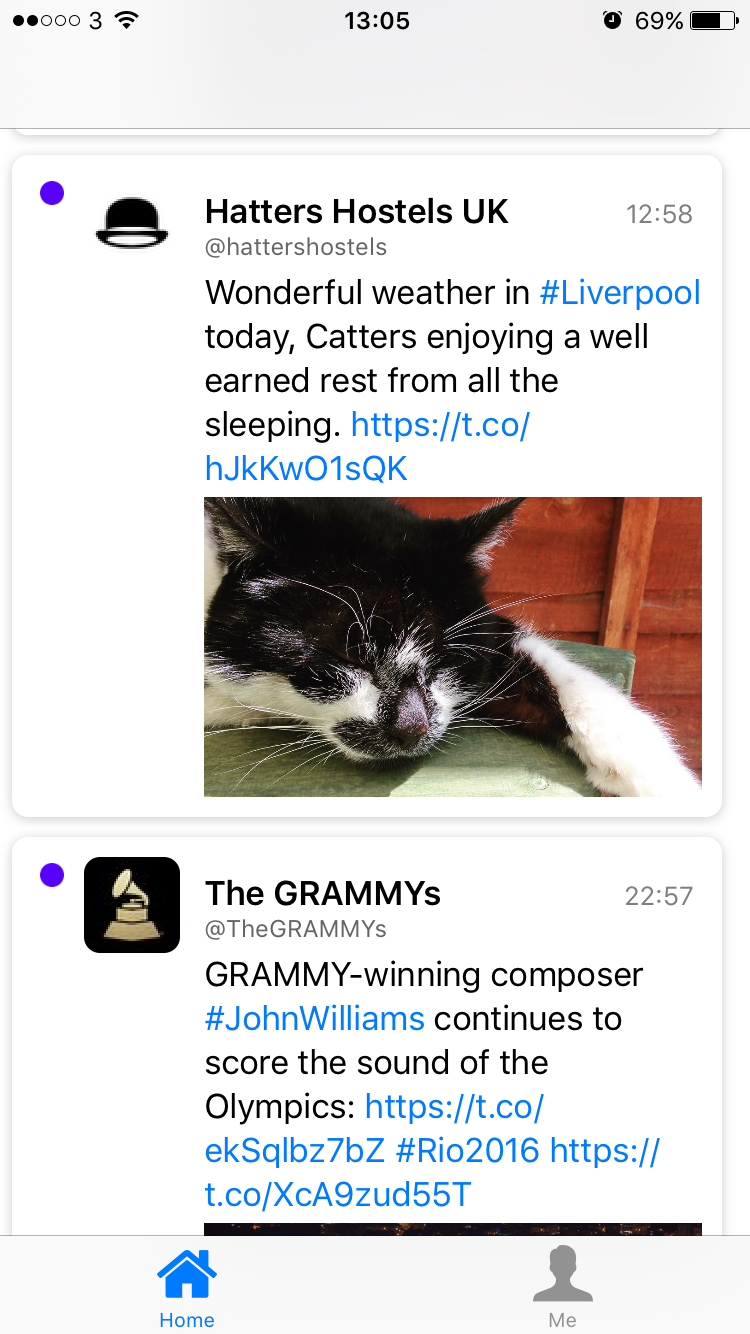 3 13:05 69%
Hatters Hostels UK 12:58
@hattershostels
Wonderful weather in #Liverpool
today, Catters enjoying a well
earned rest from all the
sleeping. https://t.co/
hJkKwO1sQK
The GRAMMYs 22:57
@TheGRAMMYs
GRAMMY-winning composer
#JohnWilliams continues to
score the sound of the
Olympics: https://t.co/
ekSqlbz7bZ #Rio2016 https://
t.co/XcA9zud55T
Home Me